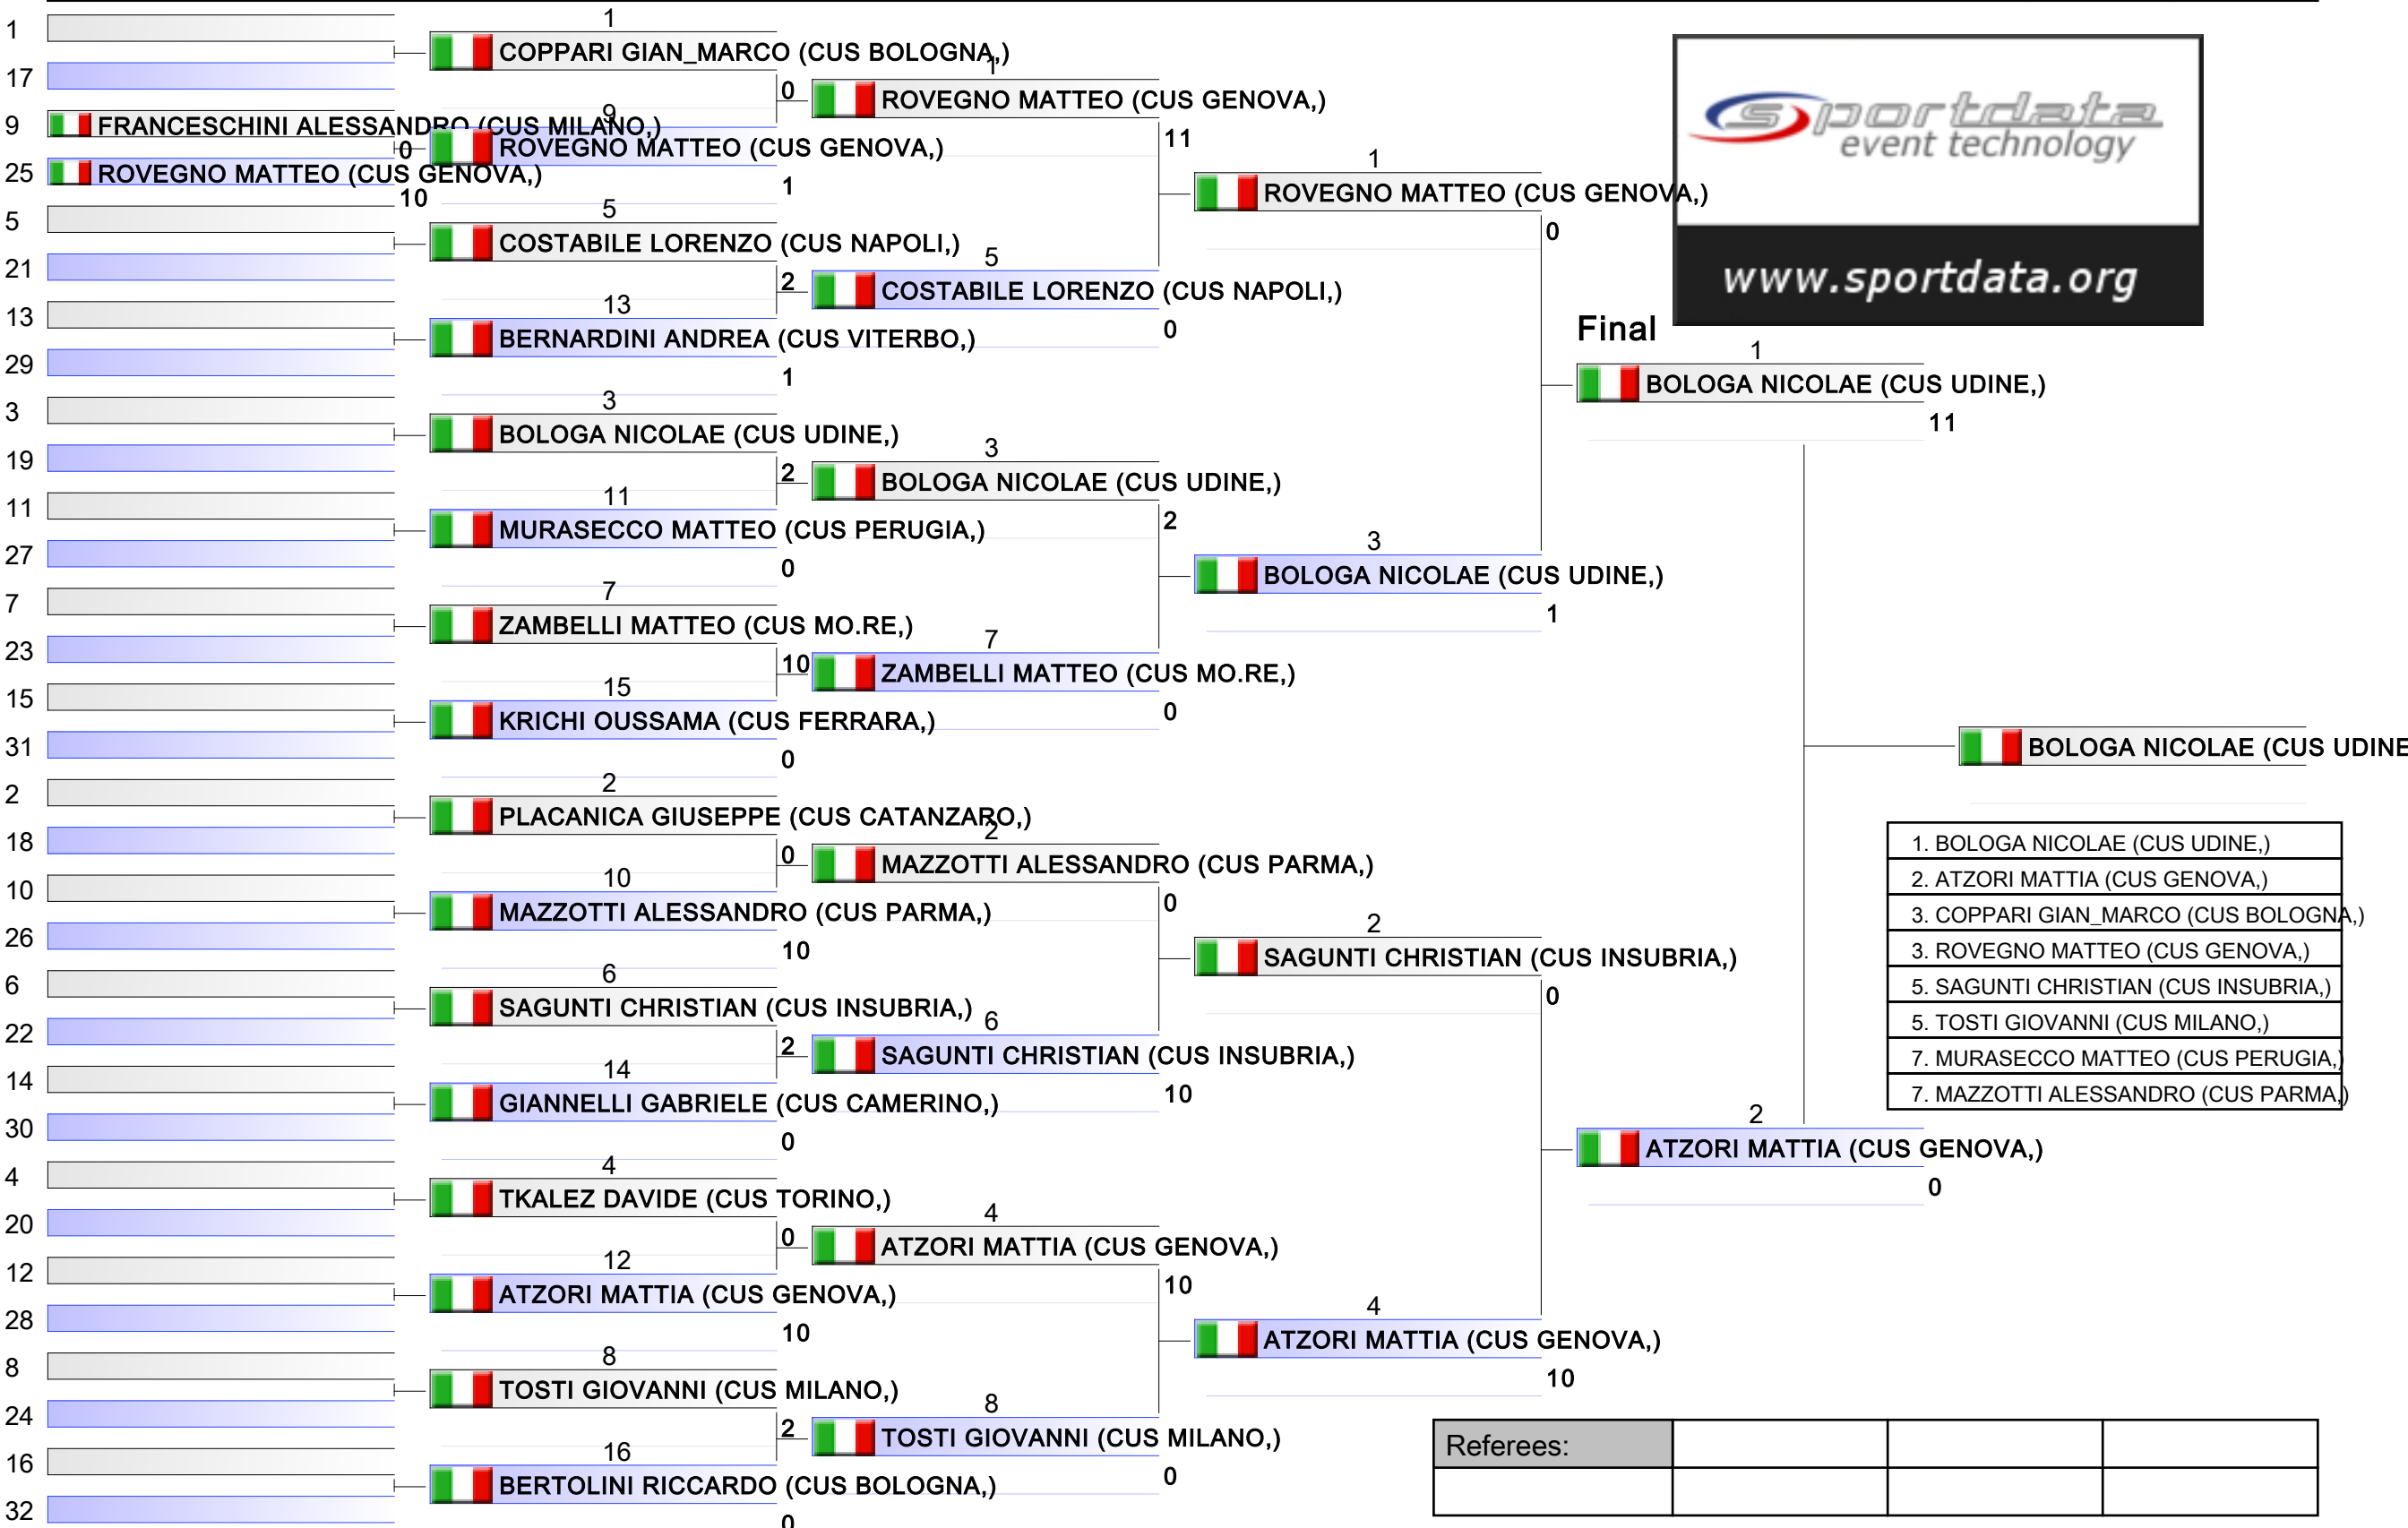 1
17
9 FRANCESCHINI ALESSANDRO (CUS MILANO,)
0
25 ROVEGNO MATTEO (CUS GENOVA,)
10
5
21
13
29
3
19
11
27
7
23
15
31
2
18
10
26
6
22
14
30
4
20
12
28
8
24
16
32
1
COPPARI GIAN_MARCO (CUS BOLOGNA,)
0
9
ROVEGNO MATTEO (CUS GENOVA,)
1
5
COSTABILE LORENZO (CUS NAPOLI,)
2
13
BERNARDINI ANDREA (CUS VITERBO,)
1
3
BOLOGA NICOLAE (CUS UDINE,)
2
11
MURASECCO MATTEO (CUS PERUGIA,)
0
7
ZAMBELLI MATTEO (CUS MO.RE,)
10
15
KRICHI OUSSAMA (CUS FERRARA,)
0
2
PLACANICA GIUSEPPE (CUS CATANZARO,)
0
10
MAZZOTTI ALESSANDRO (CUS PARMA,)
10
6
SAGUNTI CHRISTIAN (CUS INSUBRIA,)
2
14
GIANNELLI GABRIELE (CUS CAMERINO,)
0
4
TKALEZ DAVIDE (CUS TORINO,)
0
12
ATZORI MATTIA (CUS GENOVA,)
10
8
TOSTI GIOVANNI (CUS MILANO,)
2
16
BERTOLINI RICCARDO (CUS BOLOGNA,)
0
1
ROVEGNO MATTEO (CUS GENOVA,)
11
5
COSTABILE LORENZO (CUS NAPOLI,)
0
3
BOLOGA NICOLAE (CUS UDINE,)
2
7
ZAMBELLI MATTEO (CUS MO.RE,)
0
2
MAZZOTTI ALESSANDRO (CUS PARMA,)
0
6
SAGUNTI CHRISTIAN (CUS INSUBRIA,)
10
4
ATZORI MATTIA (CUS GENOVA,)
10
8
TOSTI GIOVANNI (CUS MILANO,)
0
1
ROVEGNO MATTEO (CUS GENOVA,)
0
3
BOLOGA NICOLAE (CUS UDINE,)
1
2
SAGUNTI CHRISTIAN (CUS INSUBRIA,)
0
4
ATZORI MATTIA (CUS GENOVA,)
10
sportdata
event technology
www.sportdata.org
Final
1
BOLOGA NICOLAE (CUS UDINE,)
11
2
ATZORI MATTIA (CUS GENOVA,)
0
BOLOGA NICOLAE (CUS UDINE
1. BOLOGA NICOLAE (CUS UDINE,)
2. ATZORI MATTIA (CUS GENOVA,)
3. COPPARI GIAN_MARCO (CUS BOLOGNA,)
3. ROVEGNO MATTEO (CUS GENOVA,)
5. SAGUNTI CHRISTIAN (CUS INSUBRIA,)
5. TOSTI GIOVANNI (CUS MILANO,)
7. MURASECCO MATTEO (CUS PERUGIA,)
7. MAZZOTTI ALESSANDRO (CUS PARMA,)
Referees: